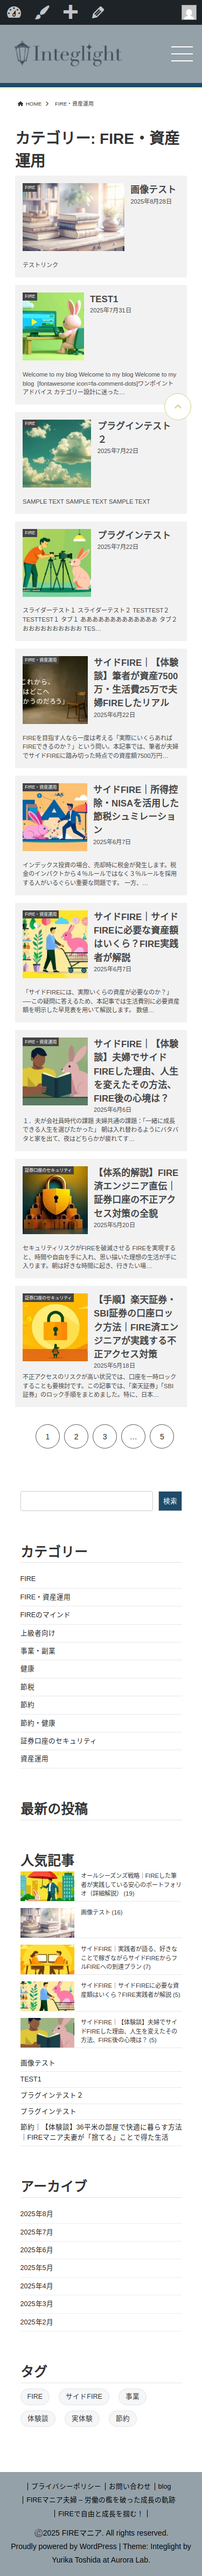 Integlight
HOME > FIRE・資産運用
カテゴリー: FIRE・資産
運用
FIRE
画像テスト
2025年8月28日
テストリンク
FIRE
TEST1
2025年7月31日
Welcome to my blog Welcome to my blog Welcome to my
blog [fontawesome icon=fa-comment-dots]ワンポイント
アドバイス カテゴリー設計に迷った…
FIRE
プラグインテスト
２
2025年7月22日
SAMPLE TEXT SAMPLE TEXT SAMPLE TEXT
FIRE
プラグインテスト
2025年7月22日
スライダーテスト１ スライダーテスト２ TESTTEST２
TESTTEST１ タブ１ あああああああああああああ タブ２
おおおおおおおおおお TES…
FIRE・資産運用
これから、
はどこへ
かうのだろう
サイドFIRE｜【体験
談】筆者が資産7500
万・生活費25万で夫
婦FIREしたリアル
2025年6月22日
FIREを目指す人なら一度は考える「実際にいくらあれば
FIREできるのか？」という問い。本記事では、筆者が夫婦
でサイドFIREに踏み切った時点での資産額7500万円…
FIRE・資産運用
サイドFIRE｜所得控
除・NISAを活用した
節税シュミレーショ
ン
2025年6月7日
インデックス投資の場合、売却時に税金が発生します。税
金のインパクトから４％ルールではなく３％ルールを採用
する人がいるぐらい重要な問題です。 一方、…
FIRE・資産運用
サイドFIRE｜サイド
FIREに必要な資産額
はいくら？FIRE実践
者が解説
2025年6月7日
「サイドFIREには、実際いくらの資産が必要なのか？」
──この疑問に答えるため、本記事では生活費別に必要資産
額を明示した早見表を用いて解説します。 数値…
FIRE・資産運用
サイドFIRE｜【体験
談】夫婦でサイド
FIREした理由、人生
を変えたその方法、
FIRE後の心境は？
2025年6月6日
１．夫が会社員時代の課題 夫婦共通の課題：「一緒に成長
できる人生を選びたかった」 朝は入れ替わるようにバタバ
タと家を出て、夜はどちらかが疲れてす…
証券口座のセキュリティ
【体系的解説】FIRE
済エンジニア直伝｜
証券口座の不正アク
セス対策の全貌
2025年5月20日
セキュリティリスクがFIREを破滅させる FIREを実現する
と、時間や自由を手に入れ、思い描いた理想の生活が手に
入ります。朝は好きな時間に起き、行きたい場…
証券口座のセキュリティ
【手順】楽天証券・
SBI証券の口座ロッ
ク方法｜FIRE済エン
ジニアが実践する不
正アクセス対策
2025年5月18日
不正アクセスのリスクが高い状況では、口座を一時ロック
することも要検討です。この記事では、「楽天証券」「SBI
証券」のロック手順をまとめました。特に、日本…
1 2 3 … 5
検索
カテゴリー
FIRE
FIRE・資産運用
FIREのマインド
上級者向け
事業・副業
健康
節税
節約
節約・健康
証券口座のセキュリティ
資産運用
最新の投稿
人気記事
オールシーズンズ戦略｜FIREした筆
者が実践している安心のポートフォリ
オ（詳細解説） (19)
画像テスト (16)
サイドFIRE｜実践者が語る、好きな
ことで稼ぎながらサイドFIREからフ
ルFIREへの到達プラン (7)
サイドFIRE｜サイドFIREに必要な資
産額はいくら？FIRE実践者が解説 (5)
サイドFIRE｜【体験談】夫婦でサイ
ドFIREした理由、人生を変えたその
方法、FIRE後の心境は？ (5)
画像テスト
TEST1
プラグインテスト２
プラグインテスト
節約｜【体験談】36平米の部屋で快適に暮らす方法
｜FIREマニア夫妻が「捨てる」ことで得た生活
アーカイブ
2025年8月
2025年7月
2025年6月
2025年5月
2025年4月
2025年3月
2025年2月
タグ
FIRE サイドFIRE 事業
体験談 実体験 節約
| プライバシーポリシー | お問い合わせ | blog
| FIREマニア夫婦 – 労働の檻を破った成長の軌跡
| FIREで自由と成長を掴む！ |
©2025 FIREマニア. All rights reserved.
Proudly powered by WordPress | Theme: Integlight by
Yurika Toshida at Aurora Lab.